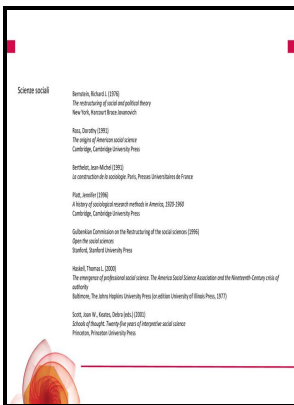 Scienze sociali
Bernstein, Richard J. (1976)
The restructuring of social and political theory
New York, Harcourt Brace Jovanovich
Ross, Dorothy (1991)
The origins of American social science
Cambridge, Cambridge University Press
Berthelot, Jean-Michel (1991)
La construction de la sociologie. Paris, Presses Universitaires de France
Platt, Jennifer (1996)
A history of sociological research methods in America, 1920-1960
Cambridge, Cambridge University Press
Gulbenkian Commission on the Restructuring of the social sciences (1996)
Open the social sciences
Stanford, Stanford University Press
Haskell, Thomas L. (2000)
The emergence of professional social science: The America Social Science Association and the Nineteenth-Century crisis of
authority
Baltimore, The Johns Hopkins University Press (or.edition University of Illinois Press, 1977)
Scott, Joan W., Keates, Debra (eds.) (2001)
Schools of thought. Twenty-five years of interpretive social science
Princeton, Princeton University Press